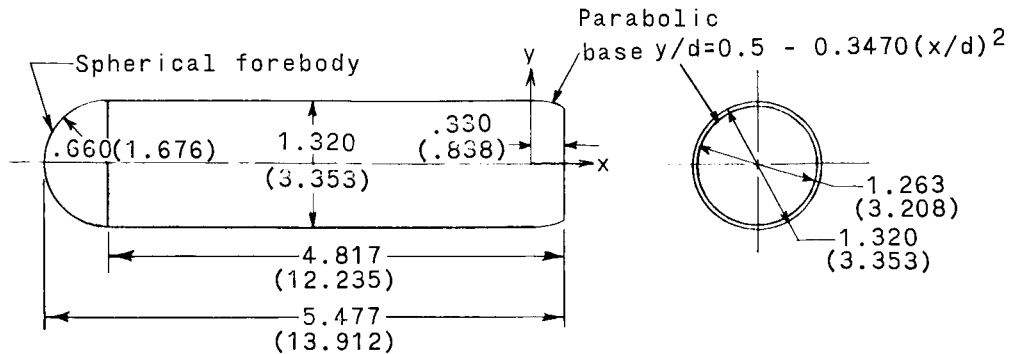 Parabolic
base y/d=0.5 - 0.3470(x/d)2
Spherical forebody
y
.660(1.676)
1.320
(3.353)
.330
(.838)
x
1.263
(3.208)
1.320
(3.353)
4.817
(12.235)
5.477
(13.912)